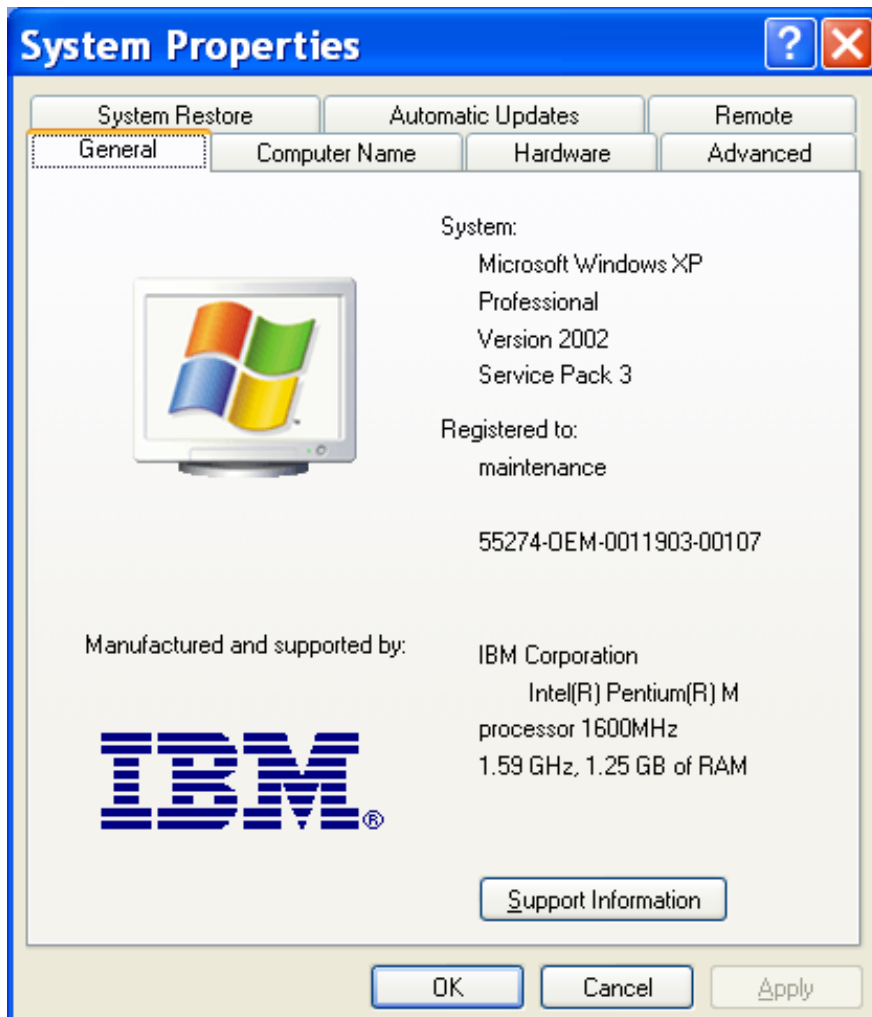 System Properties
System Restore
Automatic Updates
Remote
General
Computer Name
Hardware
Advanced
System:
Microsoft Windows XP
Professional
Version 2002
Service Pack 3
Registered to:
maintenance
55274-OEM-0011903-00107
Manufactured and supported by:
IBM Corporation
Intel(R) Pentium(R) M
processor 1600MHz
1.59 GHz, 1.25 GB of RAM
IBM®
Support Information
OK
Cancel
Apply